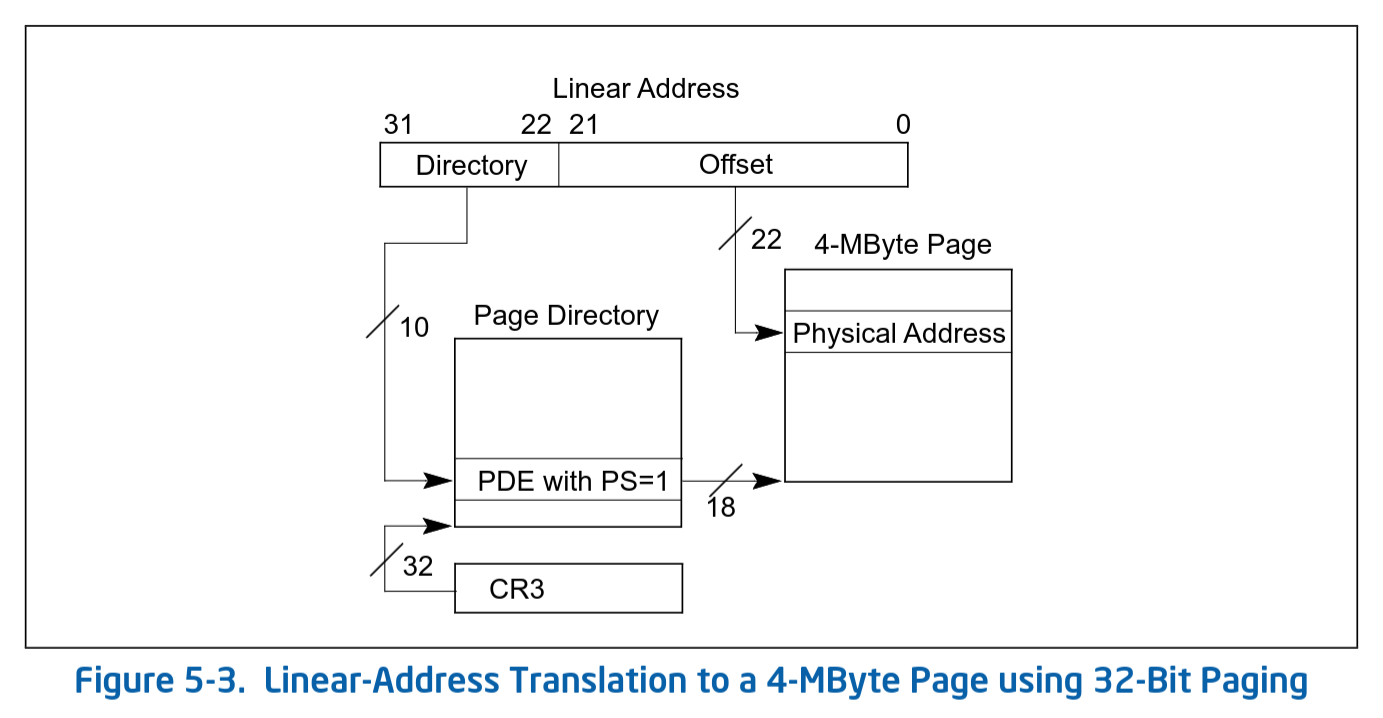 Linear Address
31 22 21 0
Directory Offset
22
4-MByte Page
Page Directory
10
Physical Address
PDE with PS=1
18
32
CR3
Figure 5-3. Linear-Address Translation to a 4-MByte Page using 32-Bit Paging